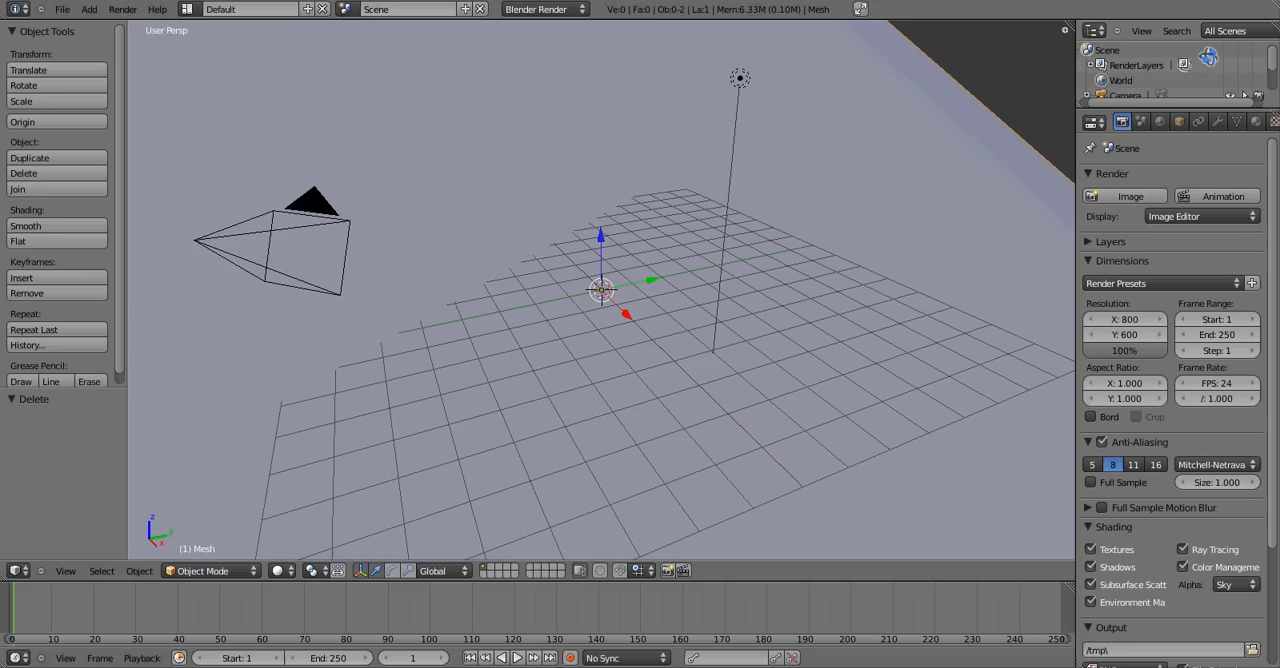 File Add Render Help Default Scene Blender Render Ve:0 | Fa:0 | Ob:0-2 | La:1 | Mem:6.33M (0.10M) | Mesh
Object Tools
Transform:
Translate
Rotate
Scale
Origin
Object:
Duplicate
Delete
Join
Shading:
Smooth
Flat
Keyframes:
Insert
Remove
Repeat:
Repeat Last
History...
Grease Pencil:
Draw Line Erase
Delete
User Persp
z
y
x
(1) Mesh
View Select Object Object Mode Global
0 10 20 30 40 50 60 70 80 90 100 110 120 130 140 150 160 170 180 190 200 210 220 230 240 250
View Frame Playback Start: 1 End: 250 1 No Sync
View Search All Scenes
Scene
RenderLayers |
World
Camera
Scene
Render
Image Animation
Display: Image Editor
Layers
Dimensions
Render Presets
Resolution: Frame Range:
X: 800 Start: 1
Y: 600 End: 250
100% Step: 1
Aspect Ratio: Frame Rate:
X: 1.000 FPS: 24
Y: 1.000 /: 1.000
Bord Crop
Anti-Aliasing
5 8 11 16 Mitchell-Netrava
Full Sample Size: 1.000
Full Sample Motion Blur
Shading
Textures Ray Tracing
Shadows Color Manageme
Subsurface Scatt Alpha: Sky
Environment Ma
Output
/tmp\